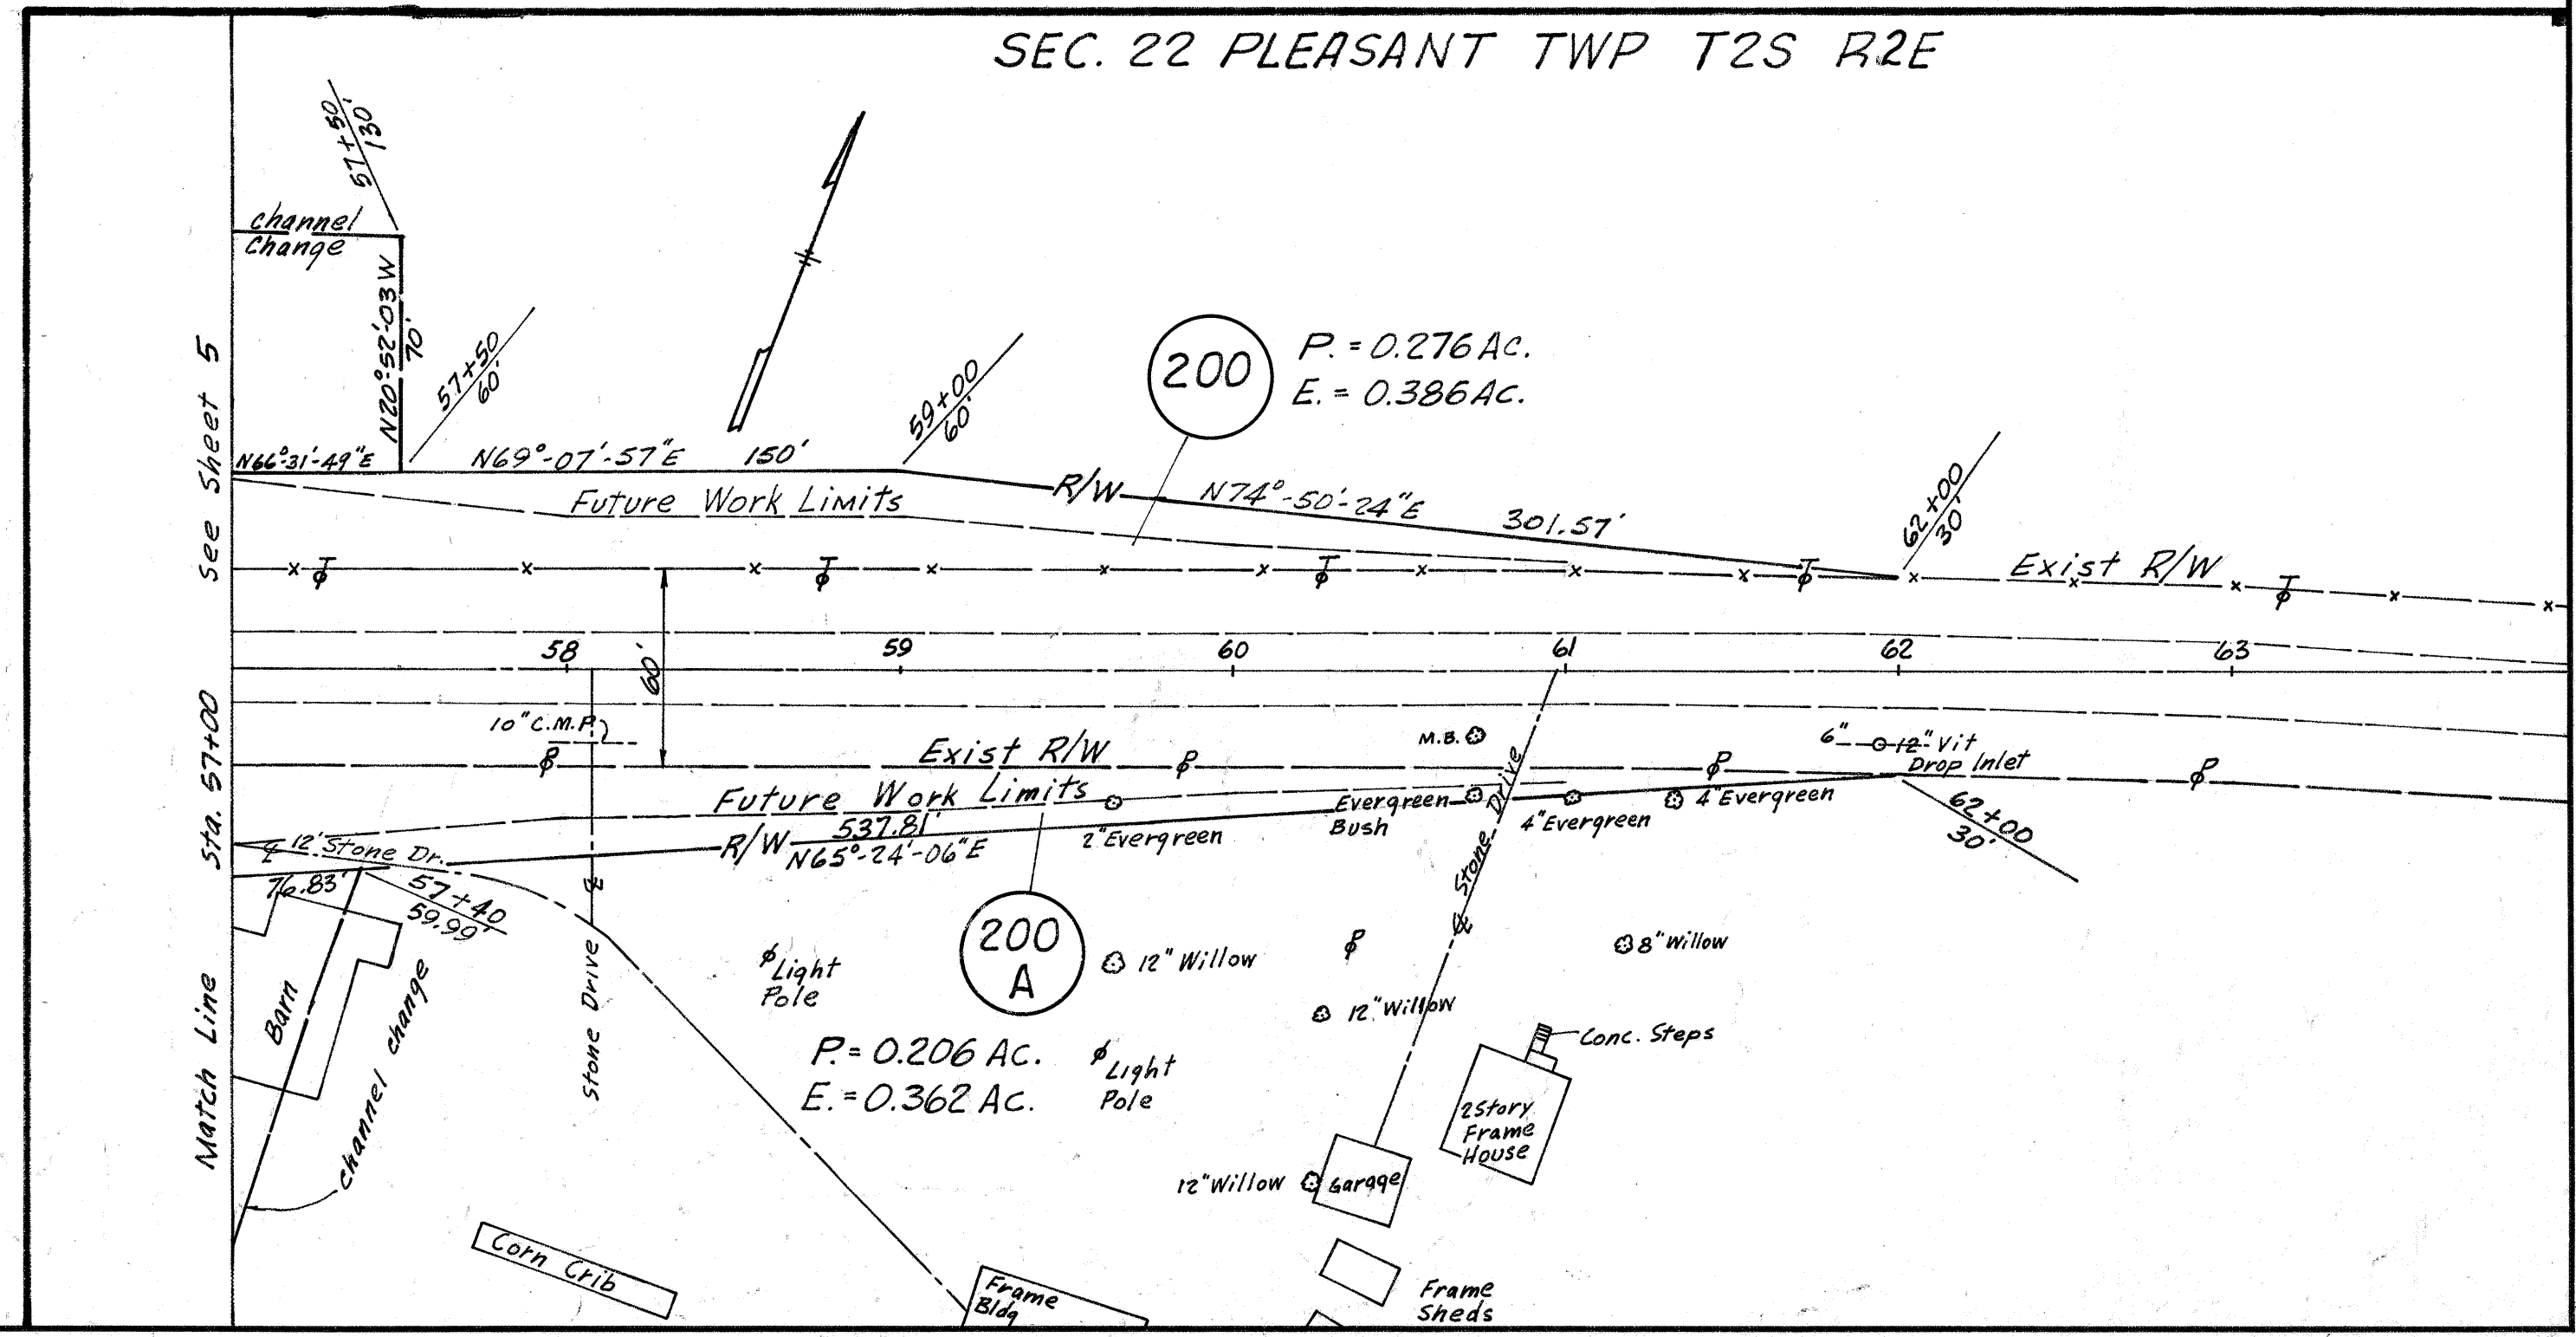 SEC. 22 PLEASANT TWP T2S R2E
57+50
130'
channel
Change
N20°-52'-03 W
70'
57+50
60'
59+00
60'
200
P. = 0.276 AC.
E. = 0.386 AC.
See Sheet 5
N66°-31'-49"E
N69°-07'-57"E 150'
Future Work Limits
R/W
N74°-50'-24"E
301.57'
62+00
30'
Exist R/W
58
59
60
61
62
63
60'
10" C.M.P.
Exist R/W
M.B.
6"
12" Vit
Drop Inlet
Sta. 57+00
Future Work Limits
537.81'
R/W
N65°-24'-06"E
2"Evergreen
Evergreen
Bush
4"Evergreen
4"Evergreen
62+00
30'
℄ 12' Stone Dr.
76.83'
57+40
59.99'
℄
Stone Drive
℄ Stone Drive
200
A
Light
Pole
12" Willow
8" Willow
12" Willow
Barn
channel change
Match Line
P. = 0.206 AC.
E. = 0.362 AC.
Light
Pole
Conc. Steps
2 Story
Frame
House
12" Willow
Garage
Corn Crib
Frame
Bldg
Frame
Sheds